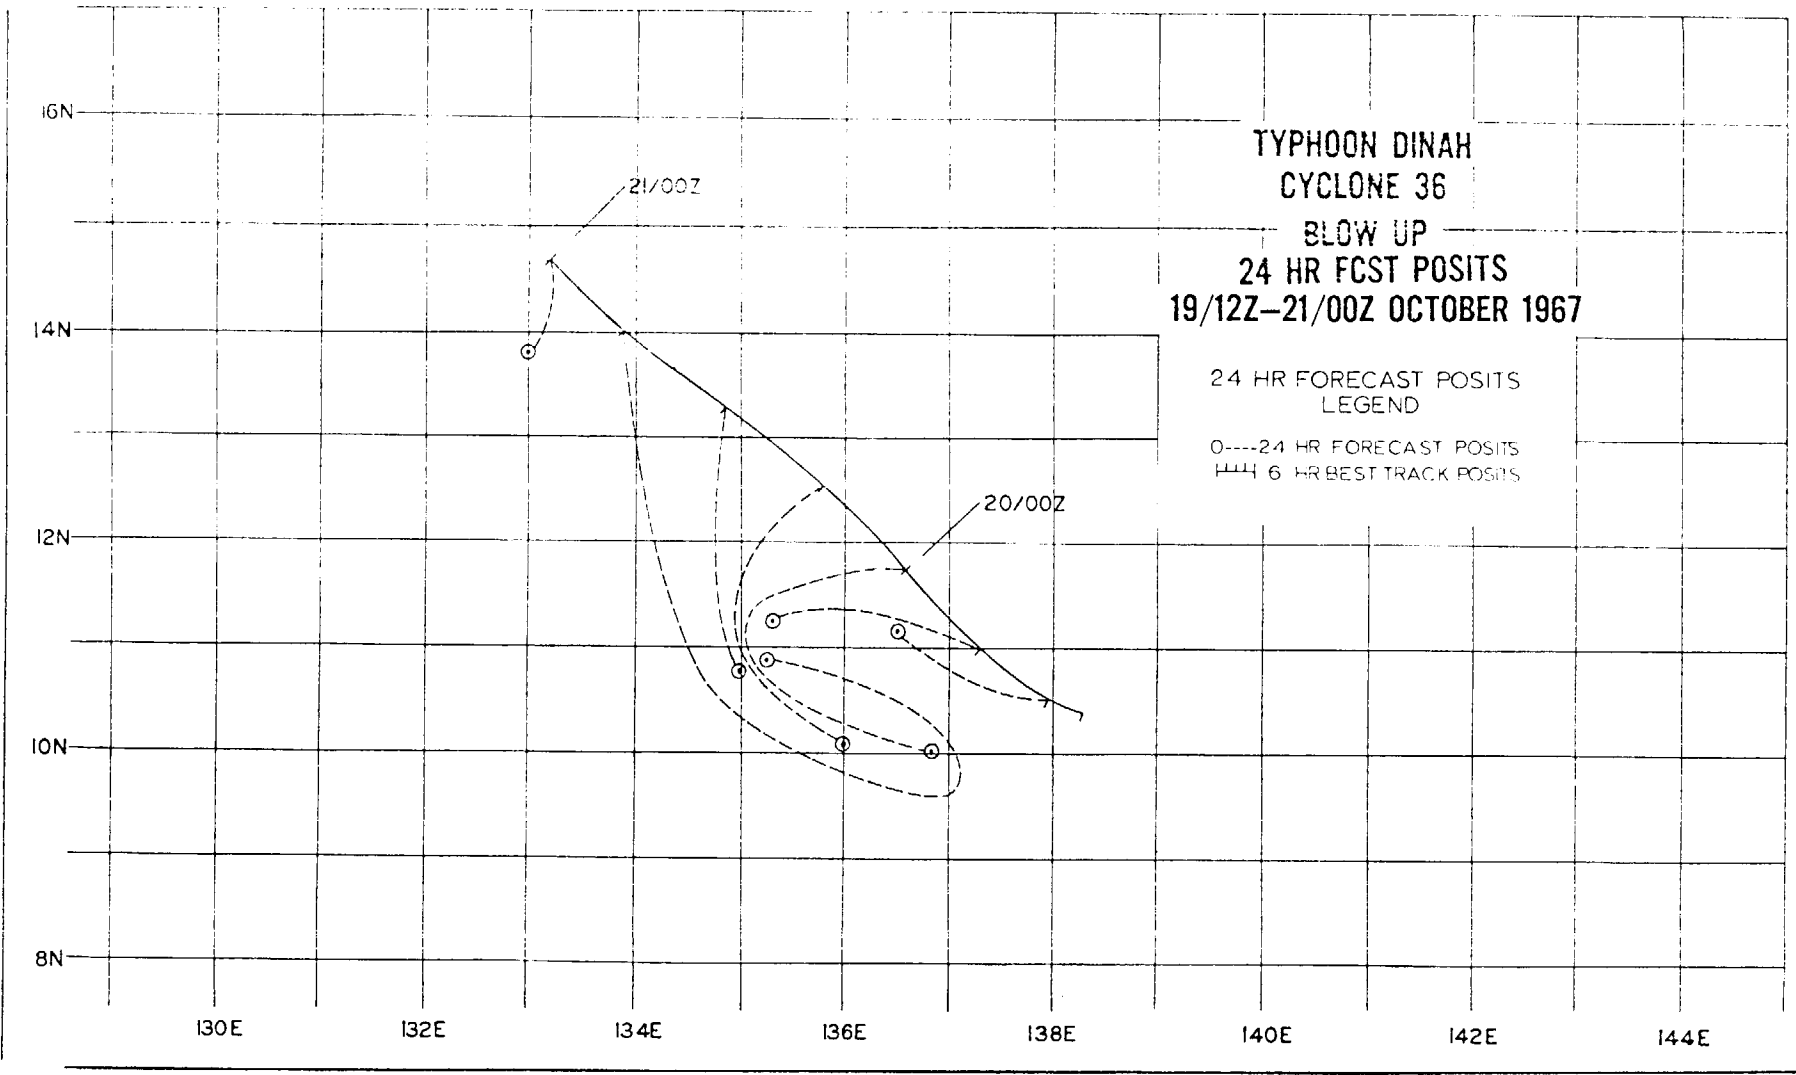 16N
21/00Z
TYPHOON DINAH
CYCLONE 36
BLOW UP
24 HR FCST POSITS
19/12Z–21/00Z OCTOBER 1967
14N
24 HR FORECAST POSITS
LEGEND
O----24 HR FORECAST POSITS
6 HR BEST TRACK POSITS
20/00Z
12N
10N
8N
130E
132E
134E
136E
138E
140E
142E
144E